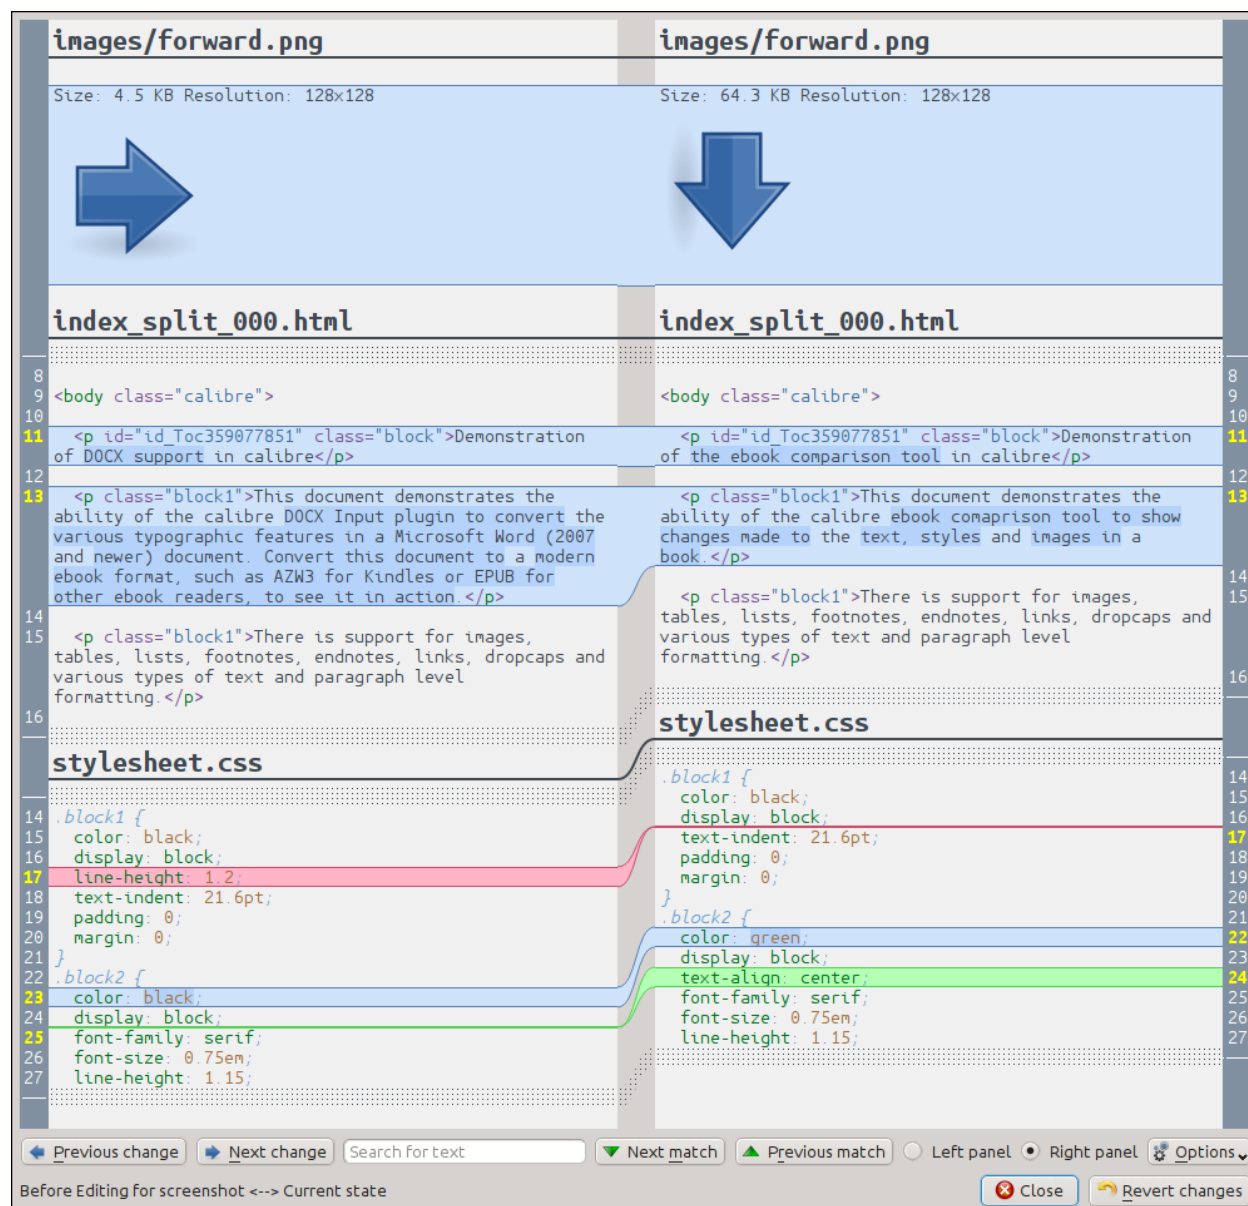 images/forward.png
Size: 4.5 KB Resolution: 128x128
index_split_000.html
8
9 <body class="calibre">
10
11 <p id="id_Toc359077851" class="block">Demonstration
of DOCX support in calibre</p>
12
13 <p class="block1">This document demonstrates the
ability of the calibre DOCX Input plugin to convert the
various typographic features in a Microsoft Word (2007
and newer) document. Convert this document to a modern
ebook format, such as AZW3 for Kindles or EPUB for
other ebook readers, to see it in action.</p>
14
15 <p class="block1">There is support for images,
tables, lists, footnotes, endnotes, links, dropcaps and
various types of text and paragraph level
formatting.</p>
16
stylesheet.css
14 .block1 {
15 color: black;
16 display: block;
17 line-height: 1.2;
18 text-indent: 21.6pt;
19 padding: 0;
20 margin: 0;
21 }
22 .block2 {
23 color: black;
24 display: block;
25 font-family: serif;
26 font-size: 0.75em;
27 line-height: 1.15;
images/forward.png
Size: 64.3 KB Resolution: 128x128
index_split_000.html
8
<body class="calibre"> 9
10
<p id="id_Toc359077851" class="block">Demonstration 11
of the ebook comparison tool in calibre</p>
12
<p class="block1">This document demonstrates the 13
ability of the calibre ebook comaprison tool to show
changes made to the text, styles and images in a
book.</p>
14
<p class="block1">There is support for images, 15
tables, lists, footnotes, endnotes, links, dropcaps and
various types of text and paragraph level
formatting.</p>
16
stylesheet.css
.block1 { 14
color: black; 15
display: block; 16
text-indent: 21.6pt; 17
padding: 0; 18
margin: 0; 19
} 20
.block2 { 21
color: green; 22
display: block; 23
text-align: center; 24
font-family: serif; 25
font-size: 0.75em; 26
line-height: 1.15; 27
Previous change Next change Search for text Next match Previous match Left panel Right panel Options
Before Editing for screenshot <--> Current state Close Revert changes